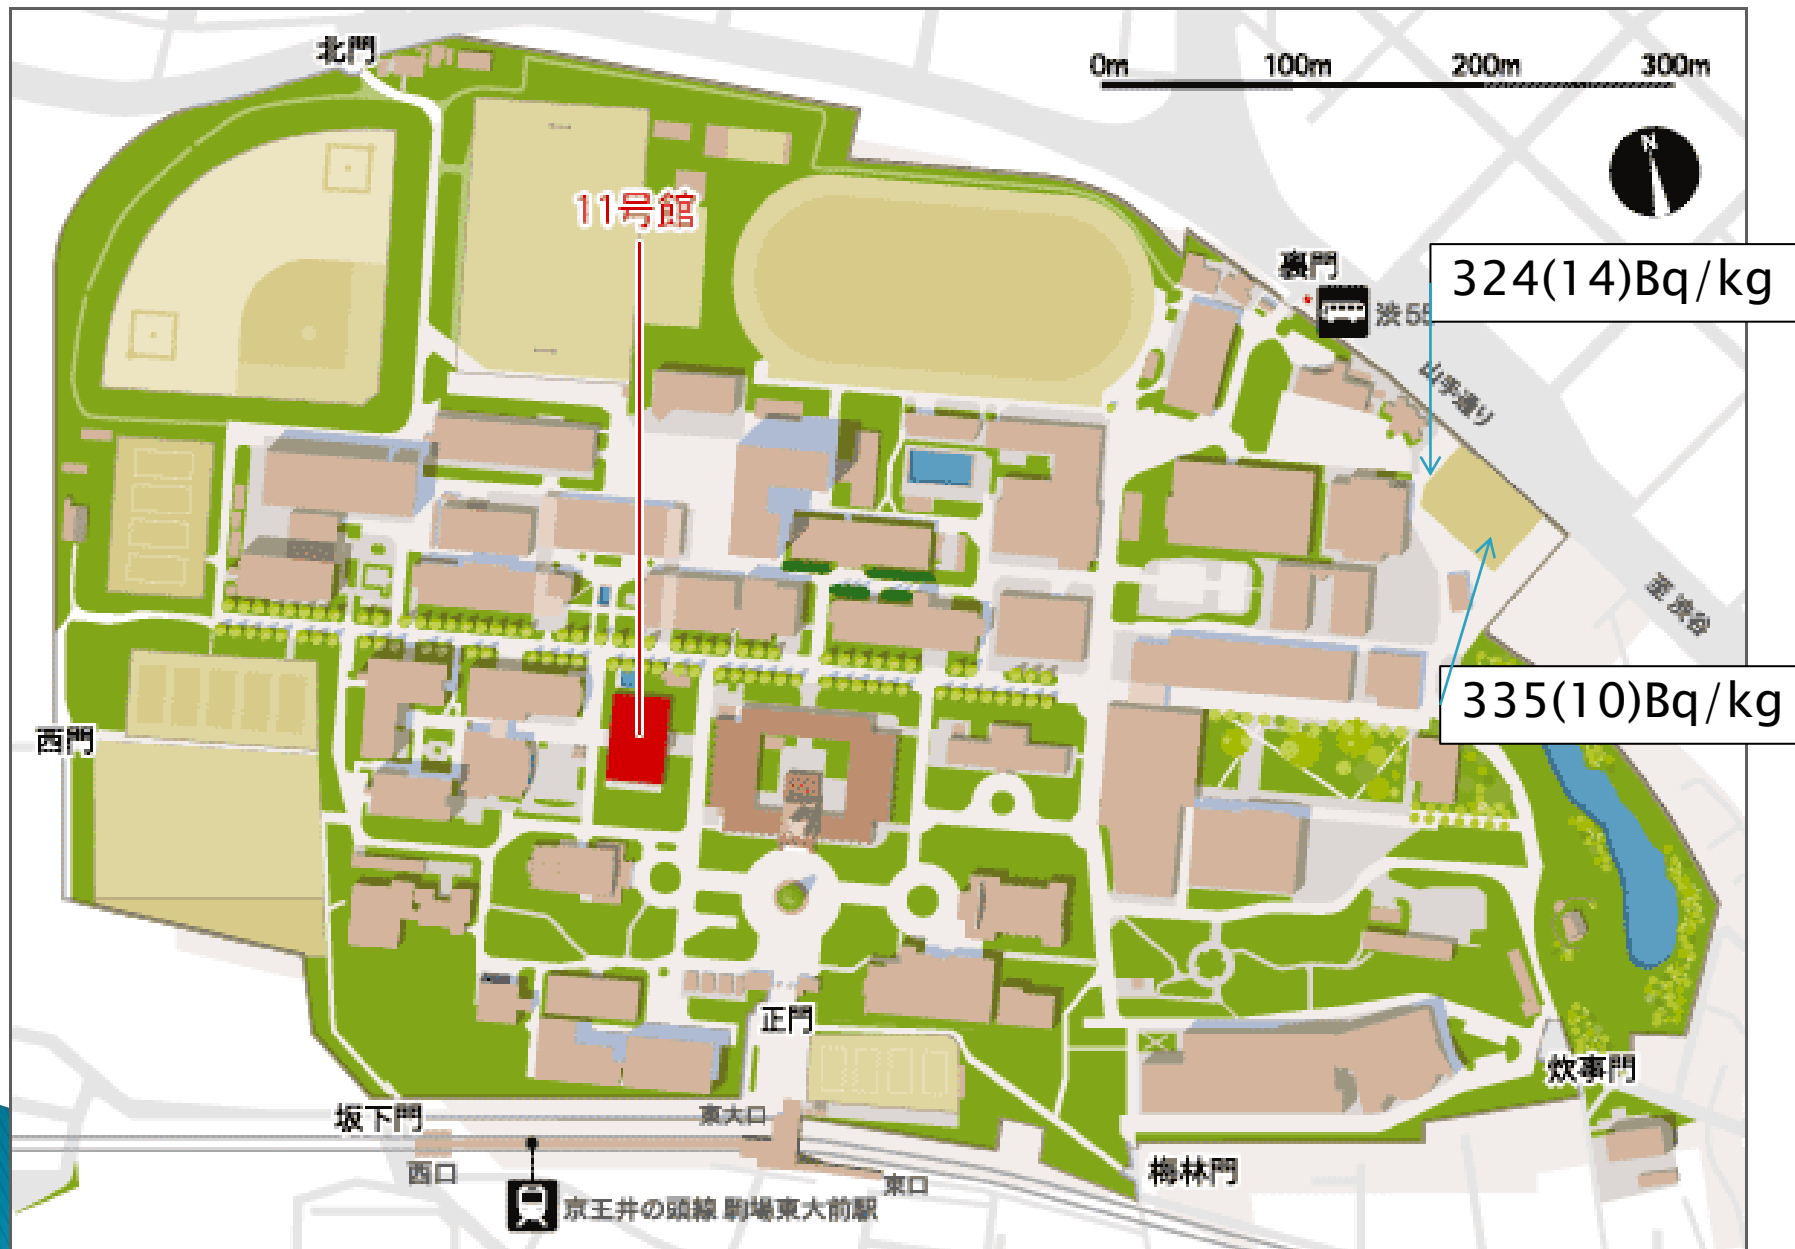 北門
0m 100m 200m 300m
N
11号館
裏門
324(14)Bq/kg
渋55
山手通り
至 渋谷
335(10)Bq/kg
西門
正門
炊事門
坂下門
東大口
西口
東口
梅林門
京王井の頭線 駒場東大前駅